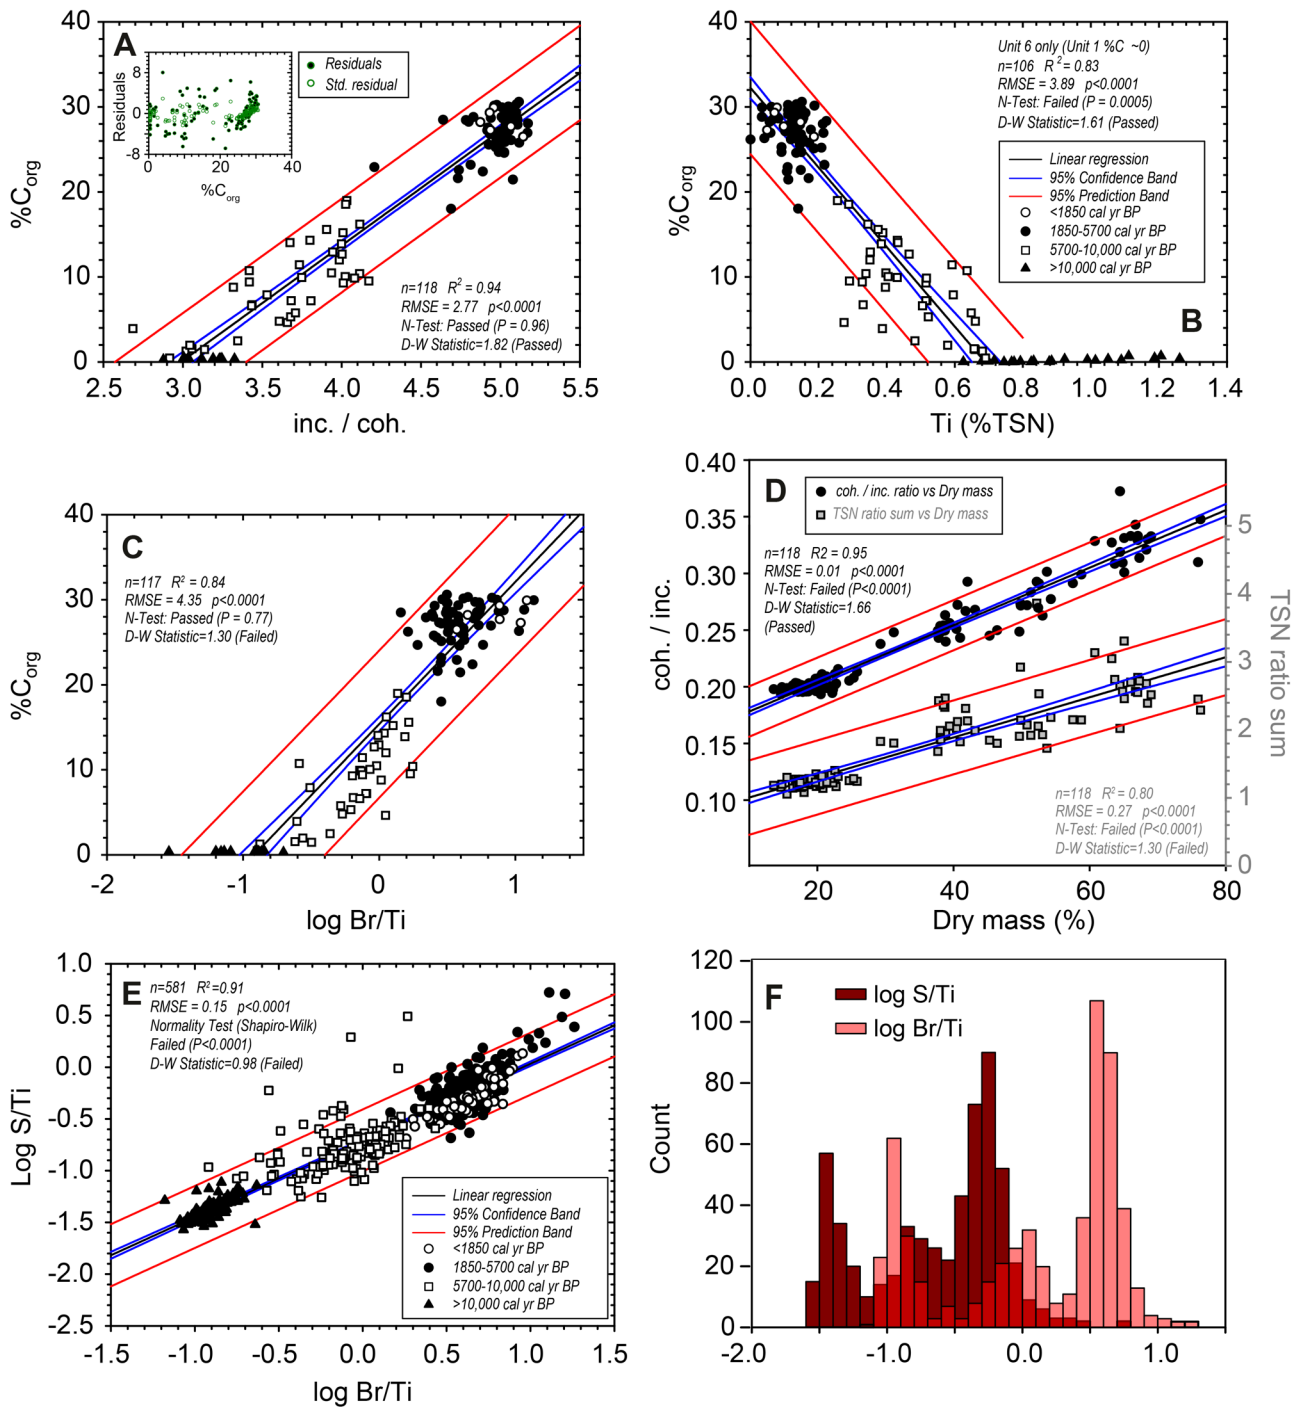 A
40
30
20
10
0
%Corg
2.5 3.0 3.5 4.0 4.5 5.0 5.5
inc. / coh.
8
0
-8
Residuals
0 20 40
%Corg
Residuals
Std. residual
n=118 R2 = 0.94
RMSE = 2.77 p<0.0001
N-Test: Passed (P = 0.96)
D-W Statistic=1.82 (Passed)
B
40
30
20
10
0
%Corg
0.0 0.2 0.4 0.6 0.8 1.0 1.2 1.4
Ti (%TSN)
Unit 6 only (Unit 1 %C ~0)
n=106 R2 = 0.83
RMSE = 3.89 p<0.0001
N-Test: Failed (P = 0.0005)
D-W Statistic=1.61 (Passed)
Linear regression
95% Confidence Band
95% Prediction Band
<1850 cal yr BP
1850-5700 cal yr BP
5700-10,000 cal yr BP
>10,000 cal yr BP
C
40
30
20
10
0
%Corg
-2 -1 0 1
log Br/Ti
n=117 R2 = 0.84
RMSE = 4.35 p<0.0001
N-Test: Passed (P = 0.77)
D-W Statistic=1.30 (Failed)
D
0.40
0.35
0.30
0.25
0.20
0.15
0.10
coh. / inc.
20 40 60 80
Dry mass (%)
5
4
3
2
1
0
TSN ratio sum
coh. / inc. ratio vs Dry mass
TSN ratio sum vs Dry mass
n=118 R2 = 0.95
RMSE = 0.01 p<0.0001
N-Test: Failed (P<0.0001)
D-W Statistic=1.66
(Passed)
n=118 R2 = 0.80
RMSE = 0.27 p<0.0001
N-Test: Failed (P<0.0001)
D-W Statistic=1.30 (Failed)
E
1.0
0.5
0.0
-0.5
-1.0
-1.5
-2.0
-2.5
Log S/Ti
-1.5 -1.0 -0.5 0.0 0.5 1.0 1.5
log Br/Ti
n=581 R2=0.91
RMSE = 0.15 p<0.0001
Normality Test (Shapiro-Wilk)
Failed (P<0.0001)
D-W Statistic=0.98 (Failed)
Linear regression
95% Confidence Band
95% Prediction Band
<1850 cal yr BP
1850-5700 cal yr BP
5700-10,000 cal yr BP
>10,000 cal yr BP
F
120
100
80
60
40
20
0
Count
-2.0 -1.0 0.0 1.0
log S/Ti
log Br/Ti